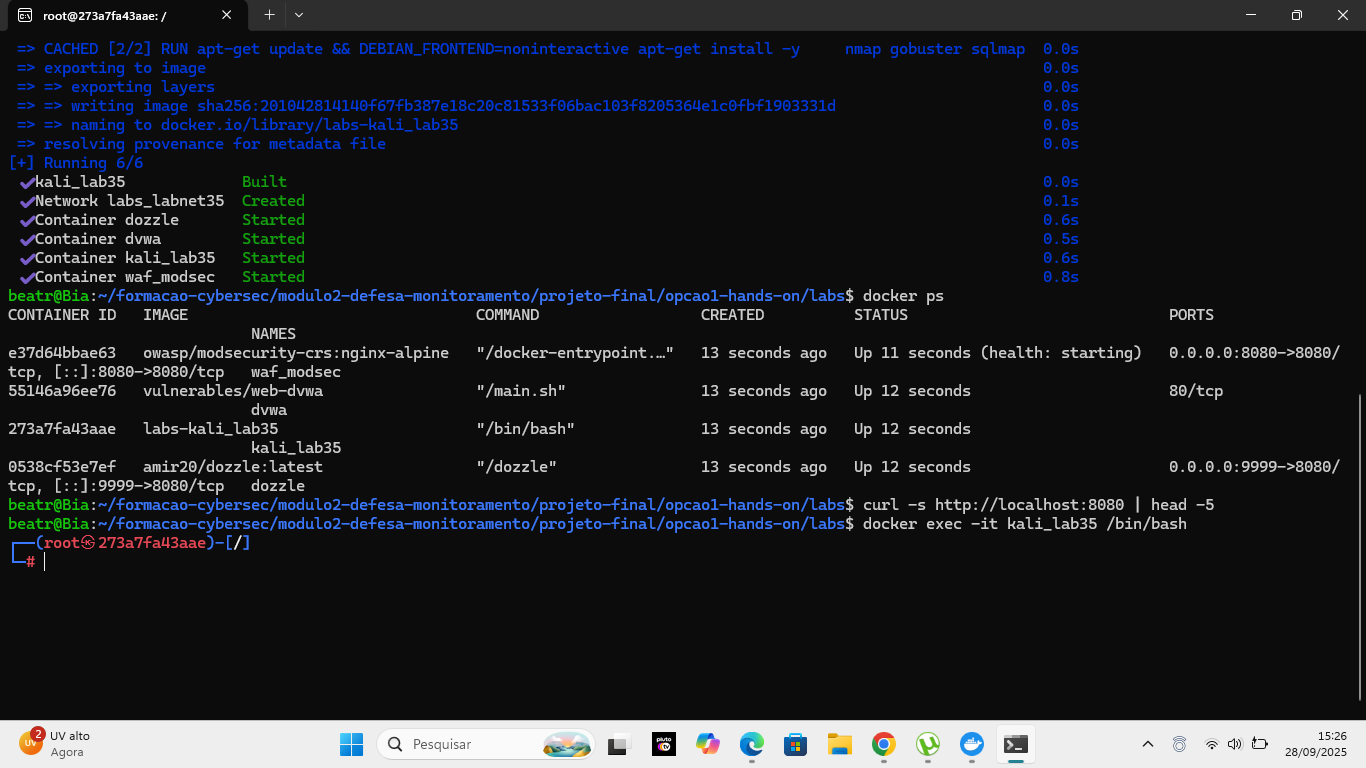 root@273a7fa43aae: /
=> CACHED [2/2] RUN apt-get update && DEBIAN_FRONTEND=noninteractive apt-get install -y     nmap gobuster sqlmap  0.0s
=> exporting to image  0.0s
=> => exporting layers  0.0s
=> => writing image sha256:201042814140f67fb387e18c20c81533f06bac103f8205364e1c0fbf1903331d  0.0s
=> => naming to docker.io/library/labs-kali_lab35  0.0s
=> resolving provenance for metadata file  0.0s
[+] Running 6/6
✔kali_lab35  Built  0.0s
✔Network labs_labnet35  Created  0.1s
✔Container dozzle  Started  0.6s
✔Container dvwa  Started  0.5s
✔Container kali_lab35  Started  0.6s
✔Container waf_modsec  Started  0.8s
beatr@Bia:~/formacao-cybersec/modulo2-defesa-monitoramento/projeto-final/opcao1-hands-on/labs$ docker ps
CONTAINER ID   IMAGE   COMMAND   CREATED   STATUS   PORTS
NAMES
e37d64bbae63   owasp/modsecurity-crs:nginx-alpine   "/docker-entrypoint.…"   13 seconds ago   Up 11 seconds (health: starting)   0.0.0.0:8080->8080/
tcp, [::]:8080->8080/tcp   waf_modsec
55146a96ee76   vulnerables/web-dvwa   "/main.sh"   13 seconds ago   Up 12 seconds   80/tcp
dvwa
273a7fa43aae   labs-kali_lab35   "/bin/bash"   13 seconds ago   Up 12 seconds
kali_lab35
0538cf53e7ef   amir20/dozzle:latest   "/dozzle"   13 seconds ago   Up 12 seconds   0.0.0.0:9999->8080/
tcp, [::]:9999->8080/tcp   dozzle
beatr@Bia:~/formacao-cybersec/modulo2-defesa-monitoramento/projeto-final/opcao1-hands-on/labs$ curl -s http://localhost:8080 | head -5
beatr@Bia:~/formacao-cybersec/modulo2-defesa-monitoramento/projeto-final/opcao1-hands-on/labs$ docker exec -it kali_lab35 /bin/bash
┌──(root㉿273a7fa43aae)-[/]
└─#
2
UV
UV alto
Agora
Pesquisar
pluto tv
15:26
28/09/2025